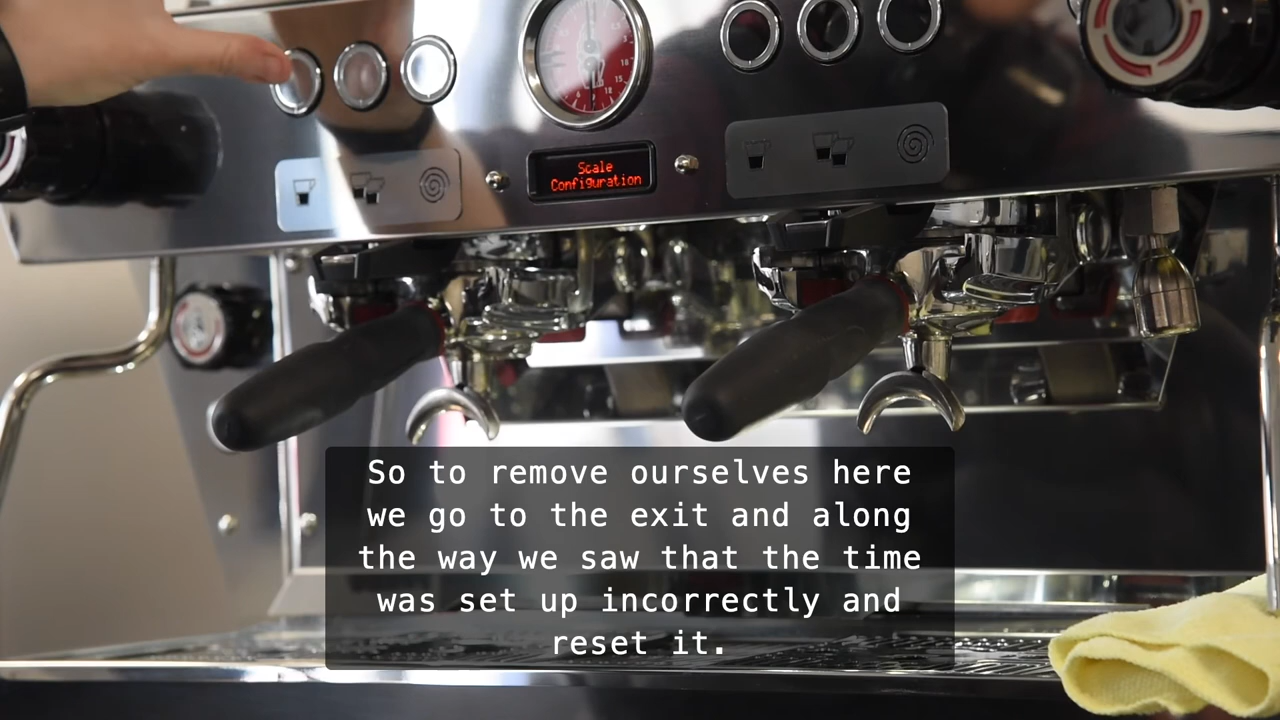 Scale
Configuration
So to remove ourselves here
we go to the exit and along
the way we saw that the time
was set up incorrectly and
reset it.